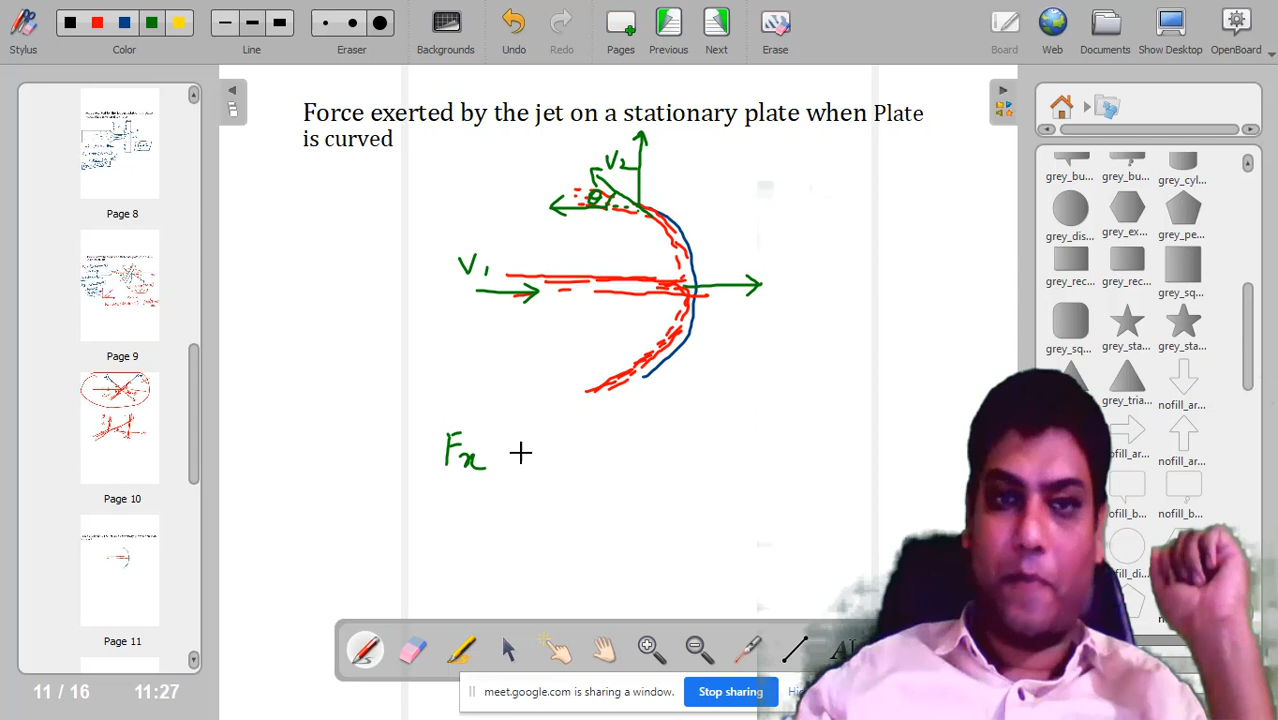 Stylus
Color
Line
Eraser
Backgrounds
Undo
Redo
Pages
Previous
Next
Erase
Board
Web
Documents
Show Desktop
OpenBoard
Force exerted by the jet on a stationary plate when Plate
is curved
V2
θ
V1
Fx
Page 8
Page 9
Page 10
Page 11
11 / 16
11:27
grey_bu...
grey_bu...
grey_cyl...
grey_dis...
grey_ex...
grey_pe...
grey_rec...
grey_rec...
grey_sq...
grey_sq...
grey_sta...
grey_sta...
grey_tria...
nofill_ar...
nofill_ar...
nofill_b...
nofill_b...
meet.google.com is sharing a window.
Stop sharing